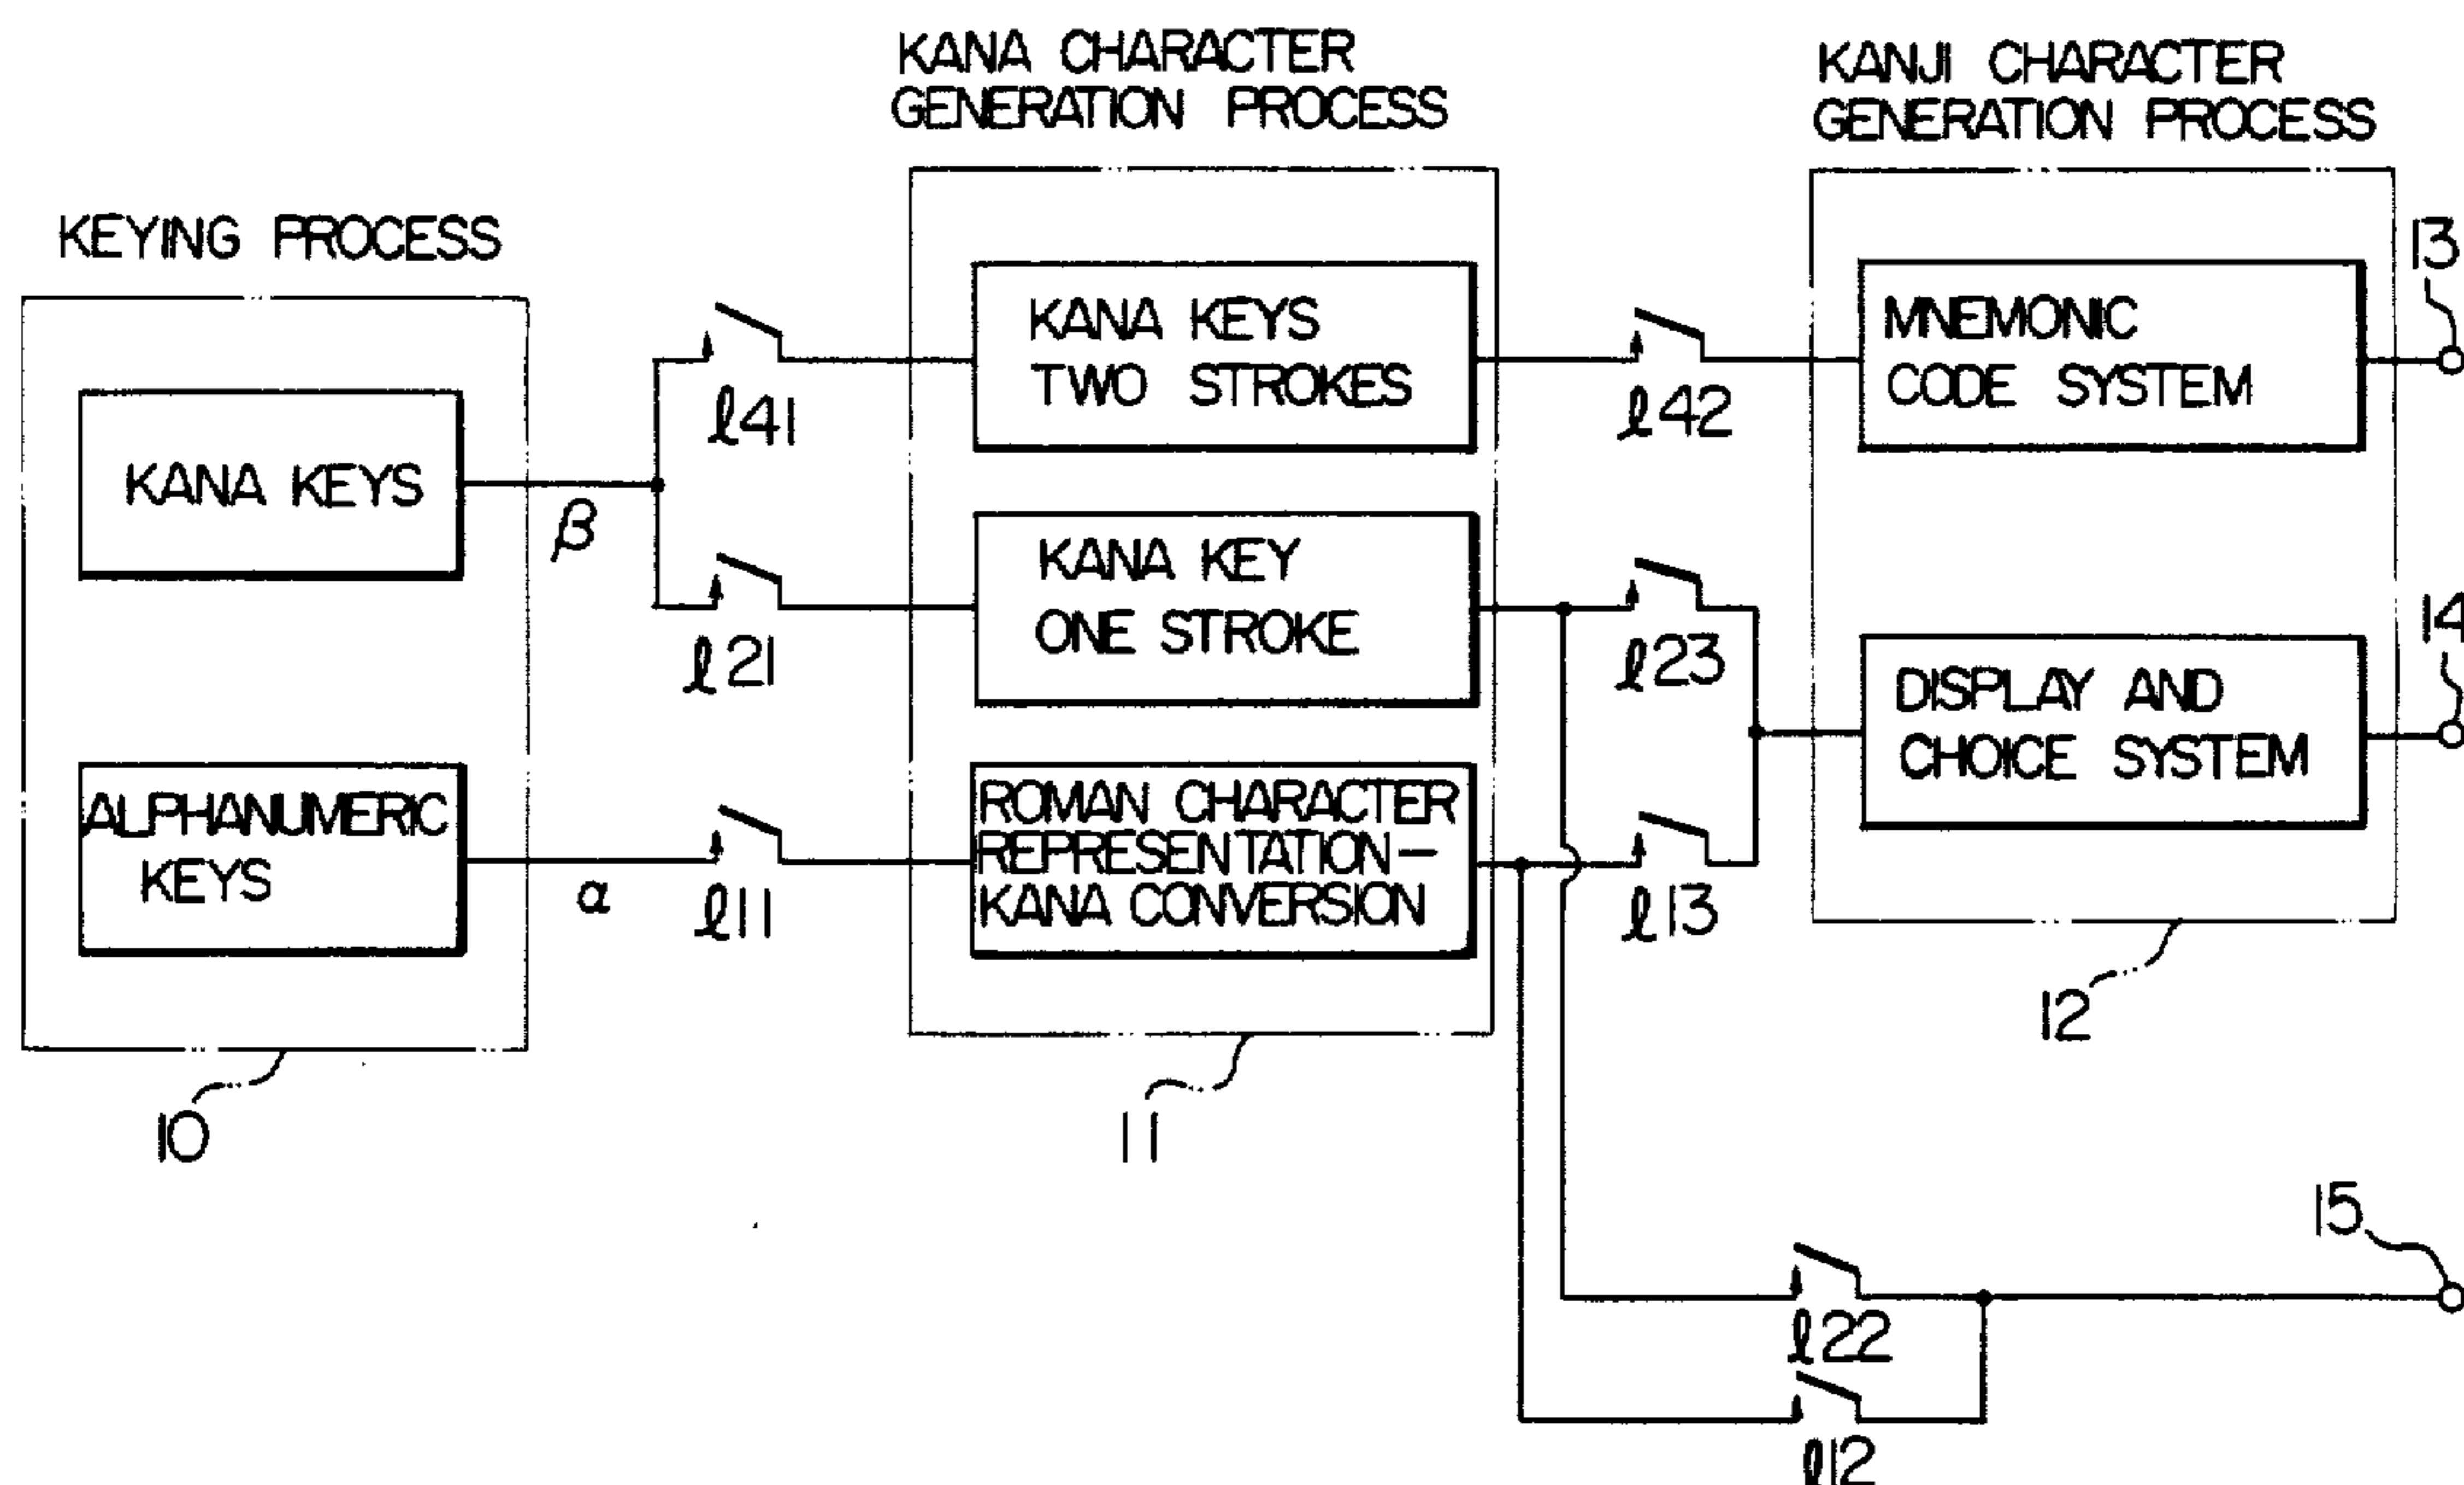 KANA CHARACTER
GENERATION PROCESS
KANJI CHARACTER
GENERATION PROCESS
KEYING PROCESS
13
KANA KEYS
TWO STROKES
MNEMONIC
CODE SYSTEM
ℓ41
ℓ42
KANA KEYS
β
KANA KEY
ONE STROKE
14
ℓ21
ℓ23
DISPLAY AND
CHOICE SYSTEM
ALPHANUMERIC
KEYS
α
ℓ11
ROMAN CHARACTER
REPRESENTATION—
KANA CONVERSION
ℓ13
12
10
11
15
ℓ22
ℓ12